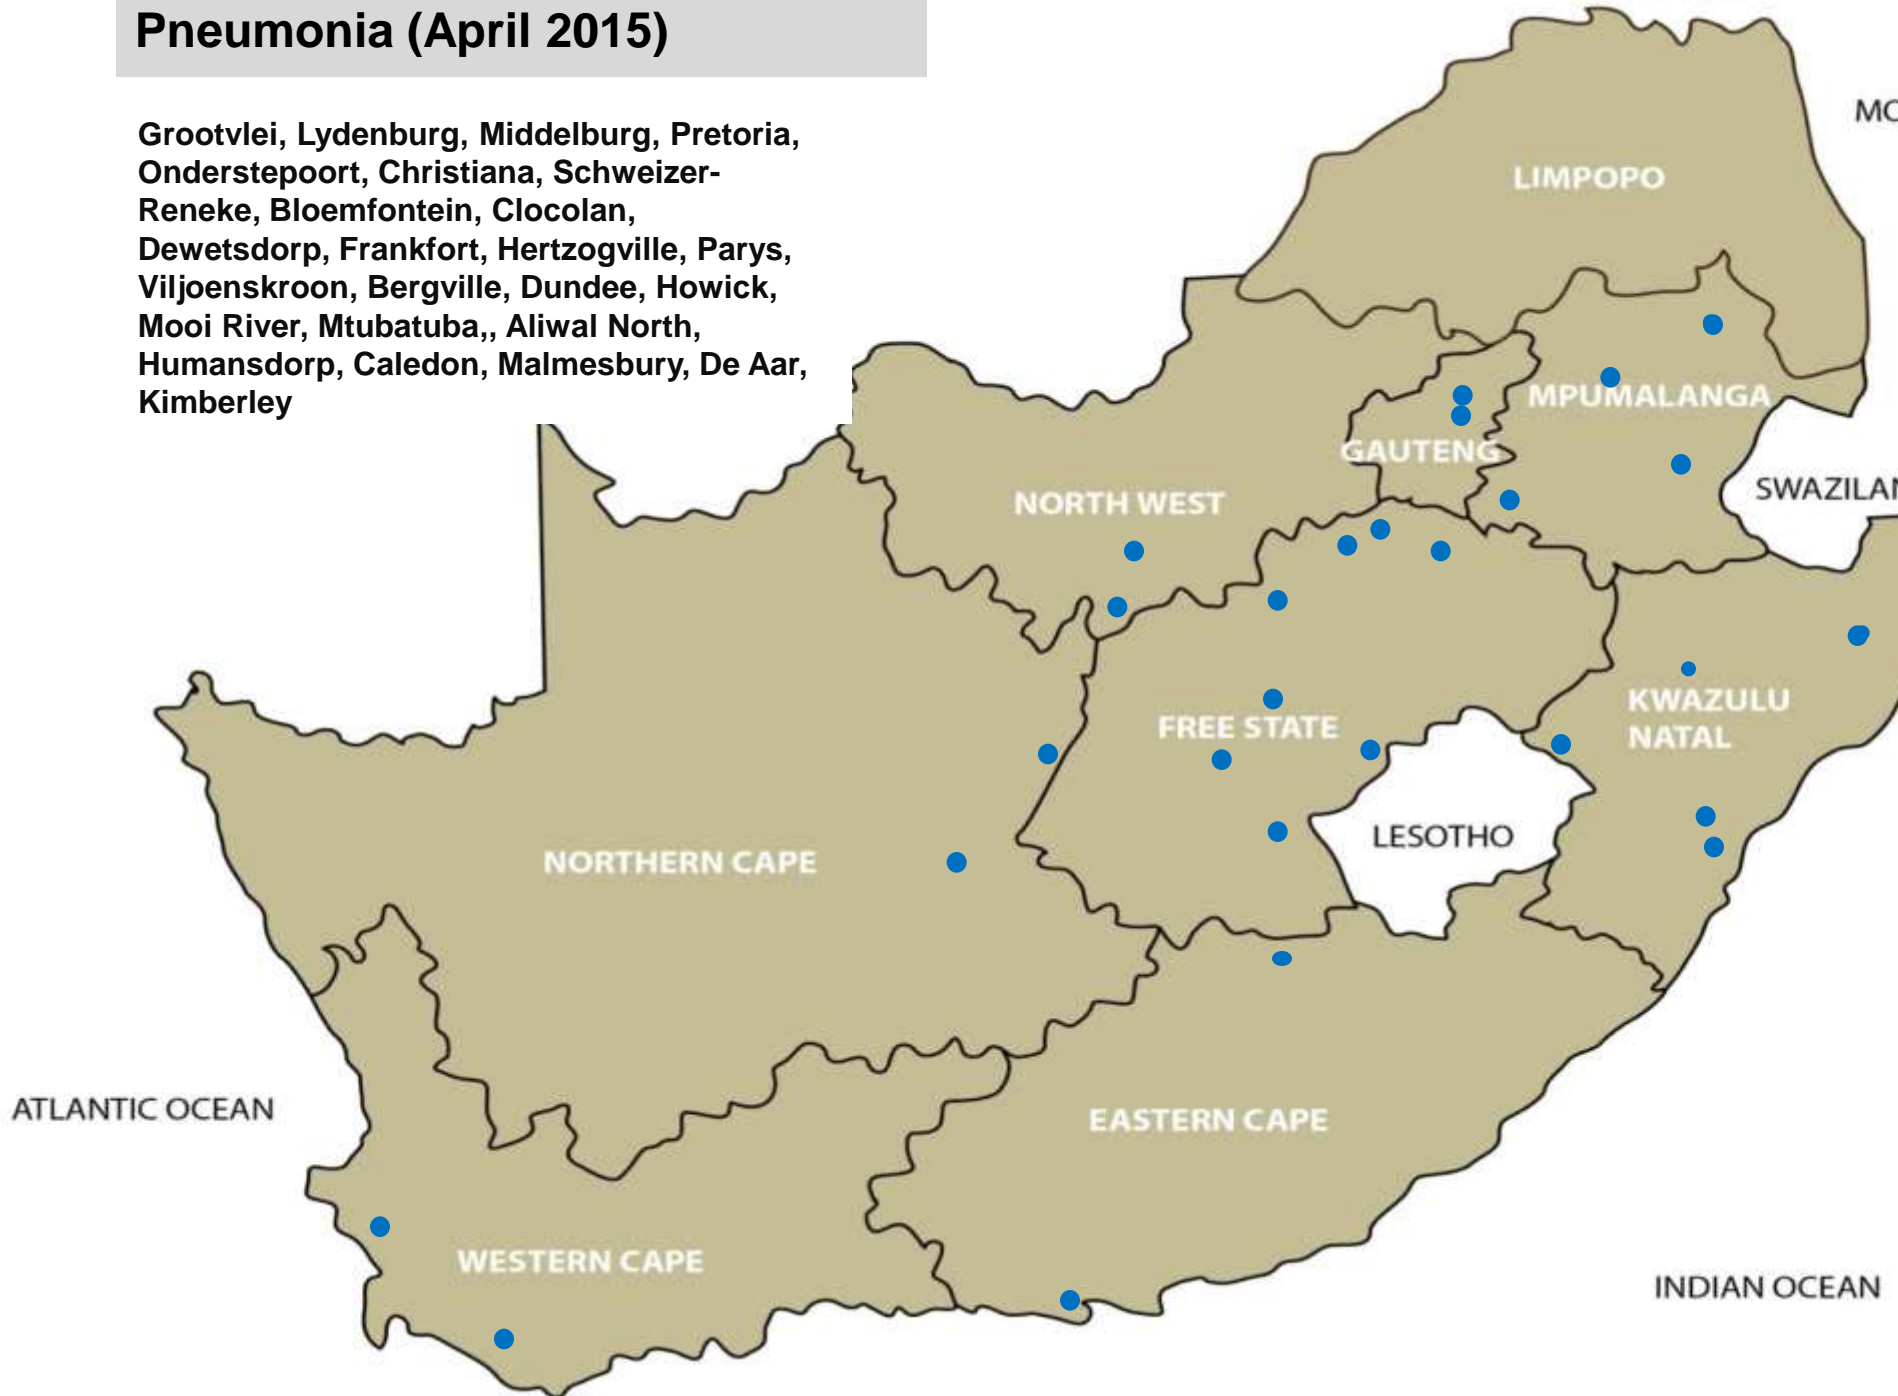 Pneumonia (April 2015)
Grootvlei, Lydenburg, Middelburg, Pretoria,
Onderstepoort, Christiana, Schweizer-
Reneke, Bloemfontein, Clocolan,
Dewetsdorp, Frankfort, Hertzogville, Parys,
Viljoenskroon, Bergville, Dundee, Howick,
Mooi River, Mtubatuba,, Aliwal North,
Humansdorp, Caledon, Malmesbury, De Aar,
Kimberley
MO
LIMPOPO
MPUMALANGA
GAUTENG
SWAZILAN
NORTH WEST
KWAZULU
NATAL
FREE STATE
LESOTHO
NORTHERN CAPE
ATLANTIC OCEAN
EASTERN CAPE
WESTERN CAPE
INDIAN OCEAN